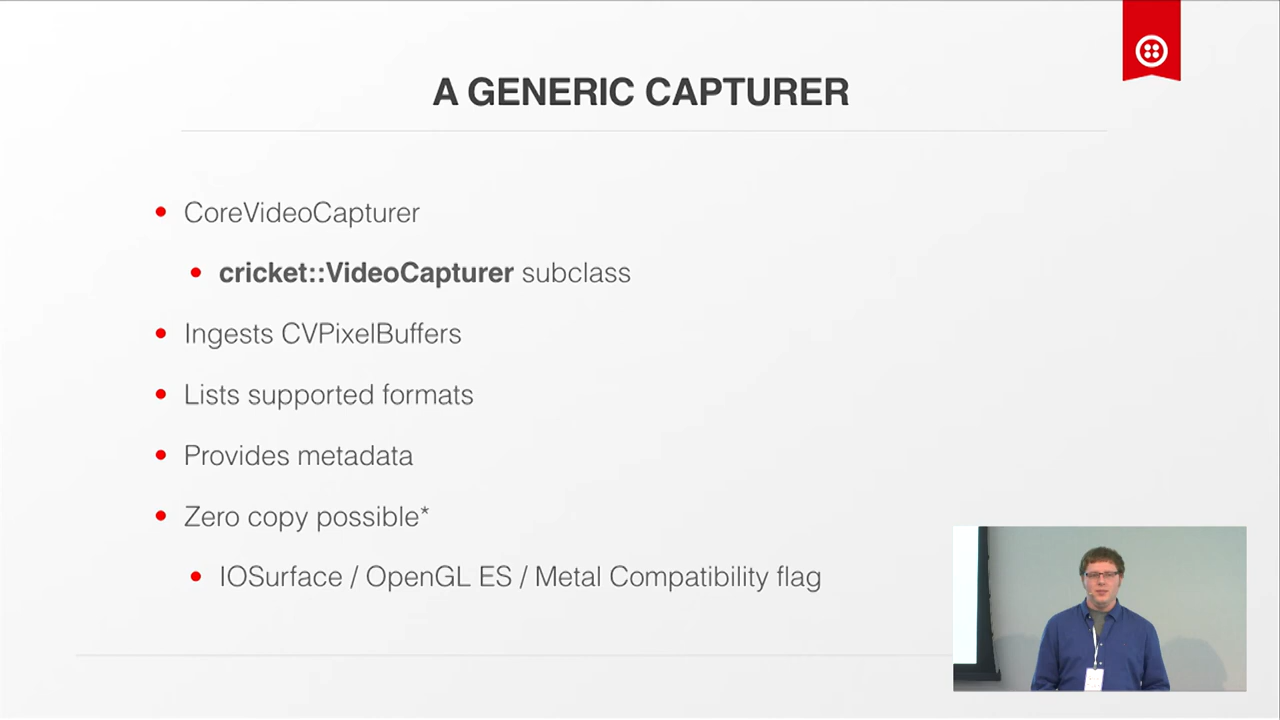 A GENERIC CAPTURER
CoreVideoCapturer
cricket::VideoCapturer subclass
Ingests CVPixelBuffers
Lists supported formats
Provides metadata
Zero copy possible*
IOSurface / OpenGL ES / Metal Compatibility flag